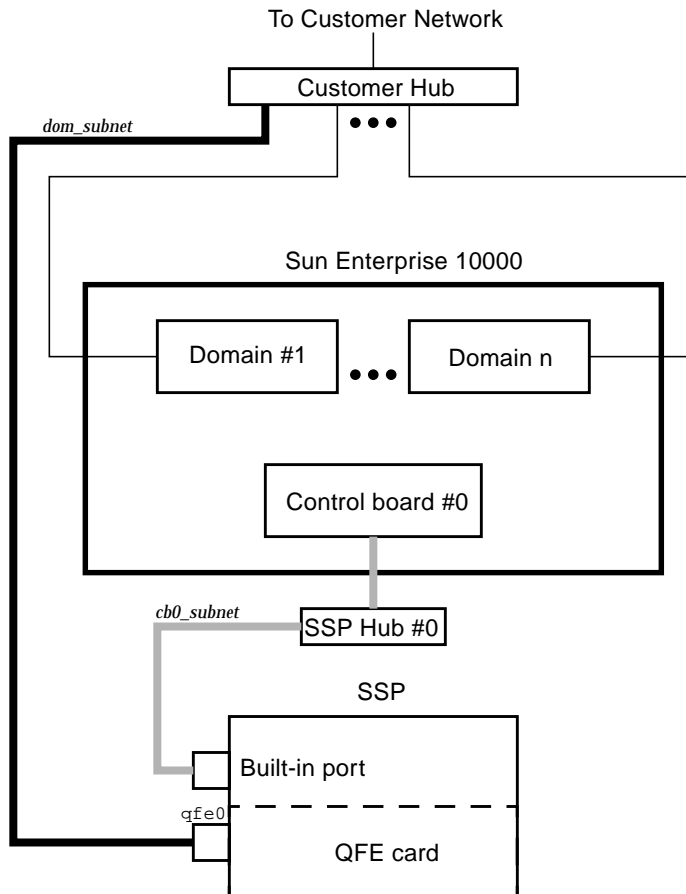 To Customer Network
Customer Hub
dom_subnet
Sun Enterprise 10000
Domain #1
Domain n
Control board #0
cb0_subnet
SSP Hub #0
SSP
Built-in port
qfe0
QFE card